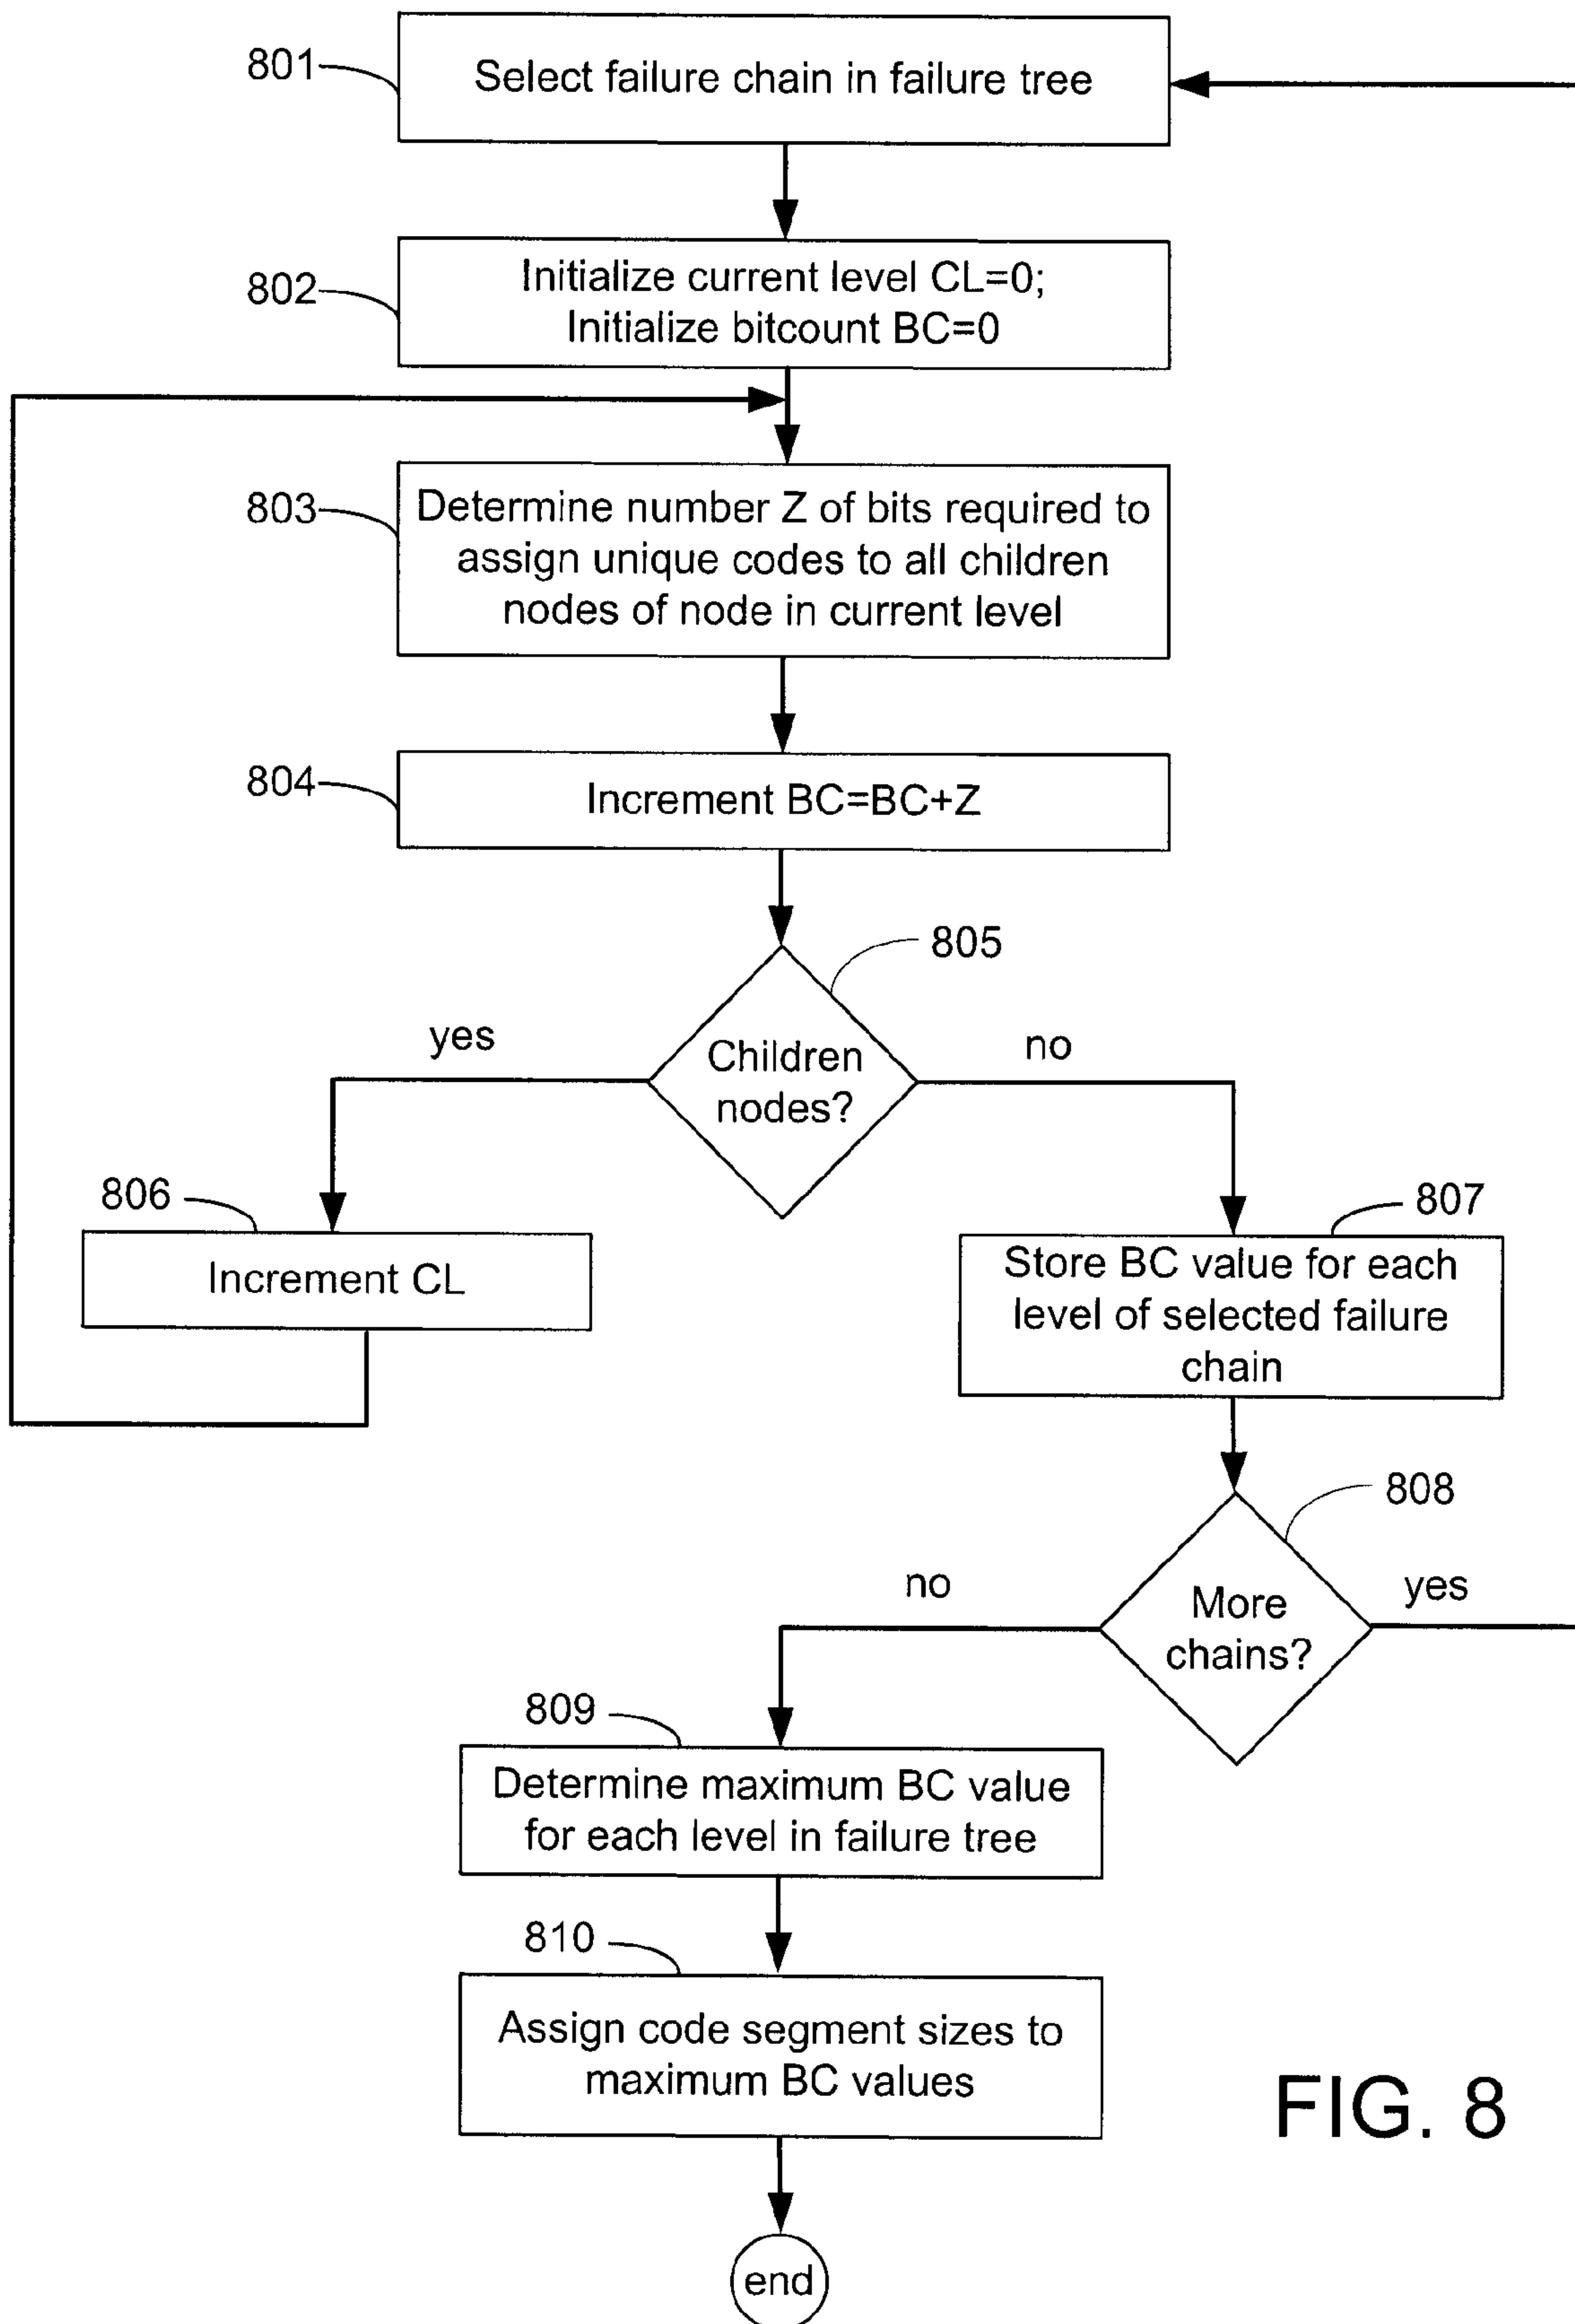 801
Select failure chain in failure tree
802
Initialize current level CL=0;
Initialize bitcount BC=0
803
Determine number Z of bits required to
assign unique codes to all children
nodes of node in current level
804
Increment BC=BC+Z
805
Children
nodes?
yes
no
806
Increment CL
807
Store BC value for each
level of selected failure
chain
808
More
chains?
no
yes
809
Determine maximum BC value
for each level in failure tree
810
Assign code segment sizes to
maximum BC values
end
FIG. 8